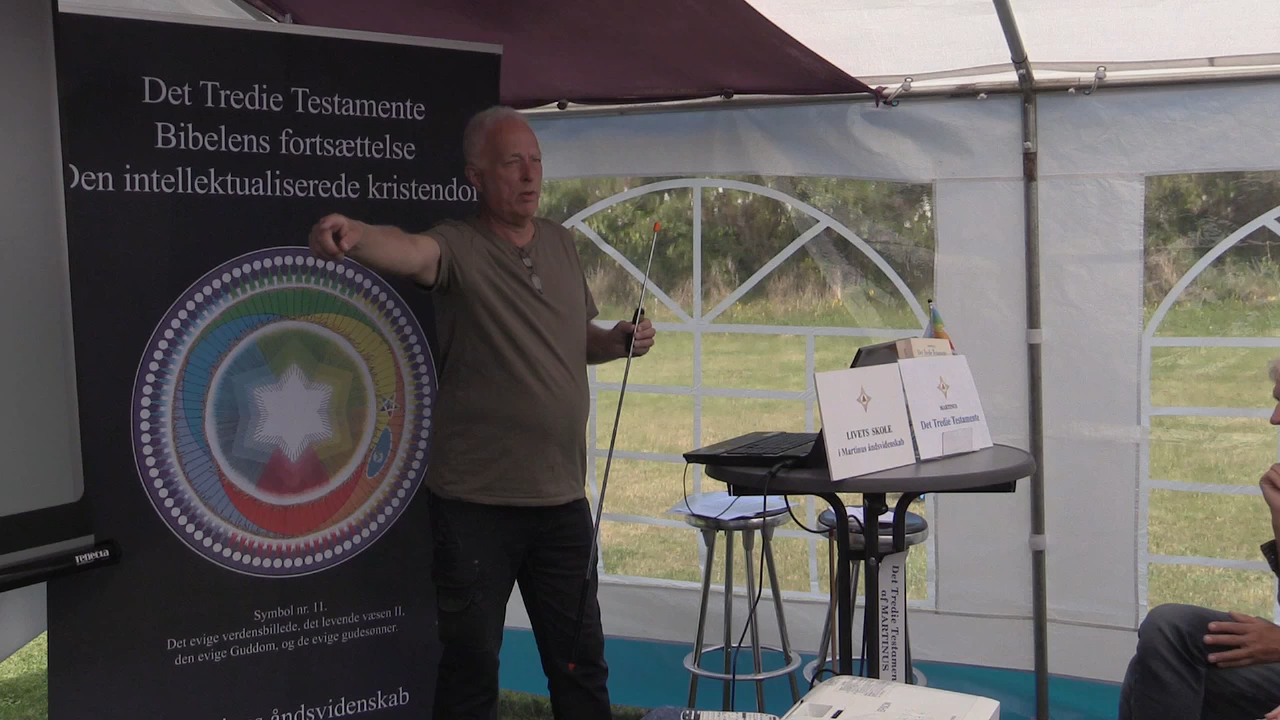 Det Tredie Testamente
Bibelens fortsættelse
Den intellektualiserede kristendom
Symbol nr. 11.
Det evige verdensbillede, det levende væsen II,
den evige Guddom, og de evige gudesønner.
åndsvidenskab
LIVETS SKOLE
i Martinus åndsvidenskab
MARTINUS
Det Tredie Testamente
Det Tredie Testamen
af MARTINUS